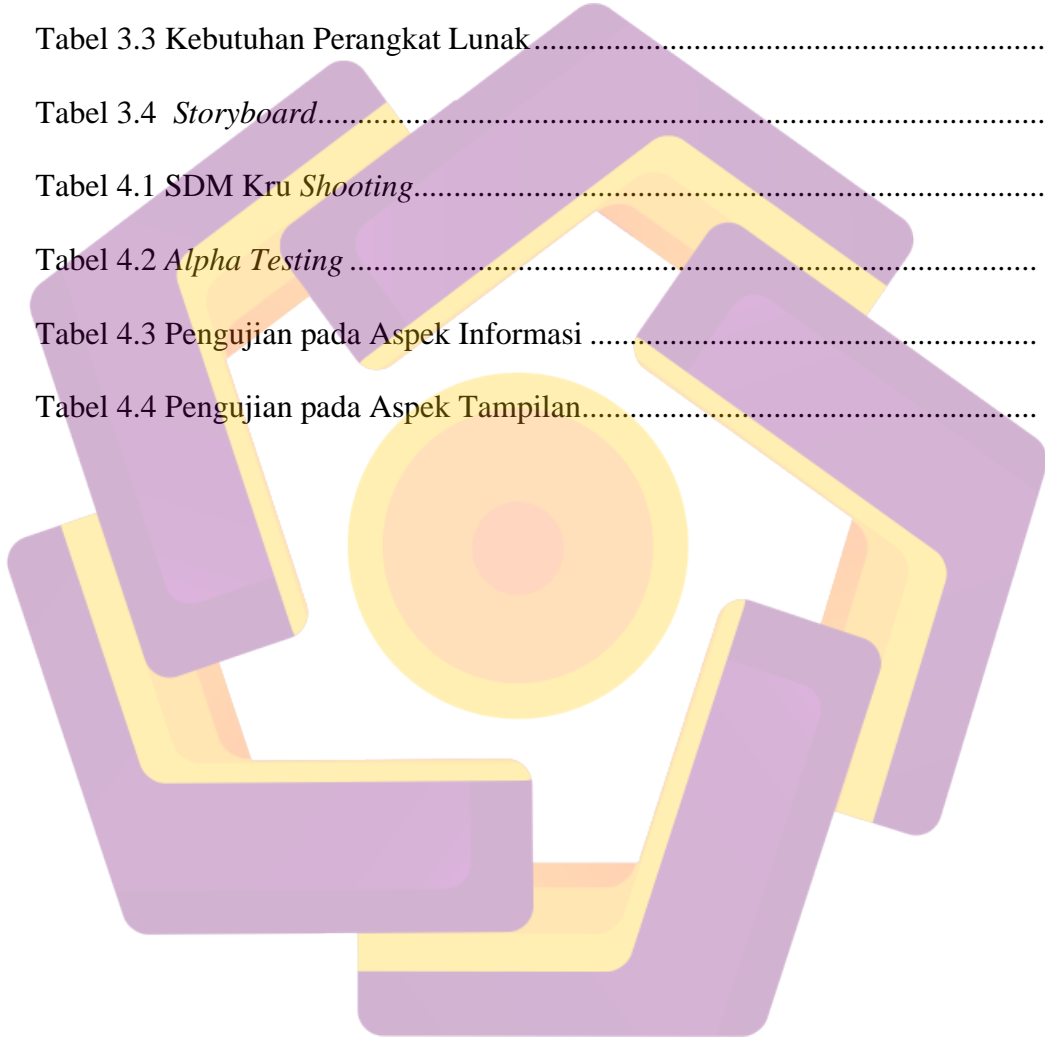 Tabel 3.3 Kebutuhan Perangkat Lunak..................................................................
Tabel 3.4  Storyboard...............................................................................................
Tabel 4.1 SDM Kru Shooting..................................................................................
Tabel 4.2 Alpha Testing ..........................................................................................
Tabel 4.3 Pengujian pada Aspek Informasi ..........................................................
Tabel 4.4 Pengujian pada Aspek Tampilan...........................................................